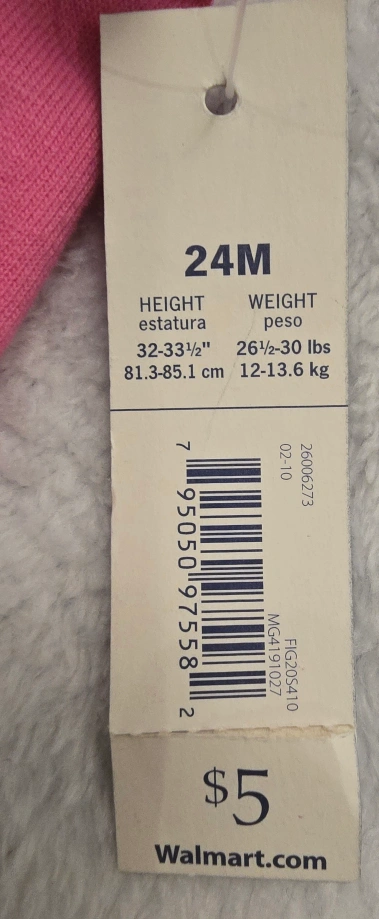 24M
HEIGHT WEIGHT
estatura peso
32-33½" 26½-30 lbs
81.3-85.1 cm 12-13.6 kg
26006273
02-10
7 95050 97558 2
FIG20S410
MG4191027
$5
Walmart.com